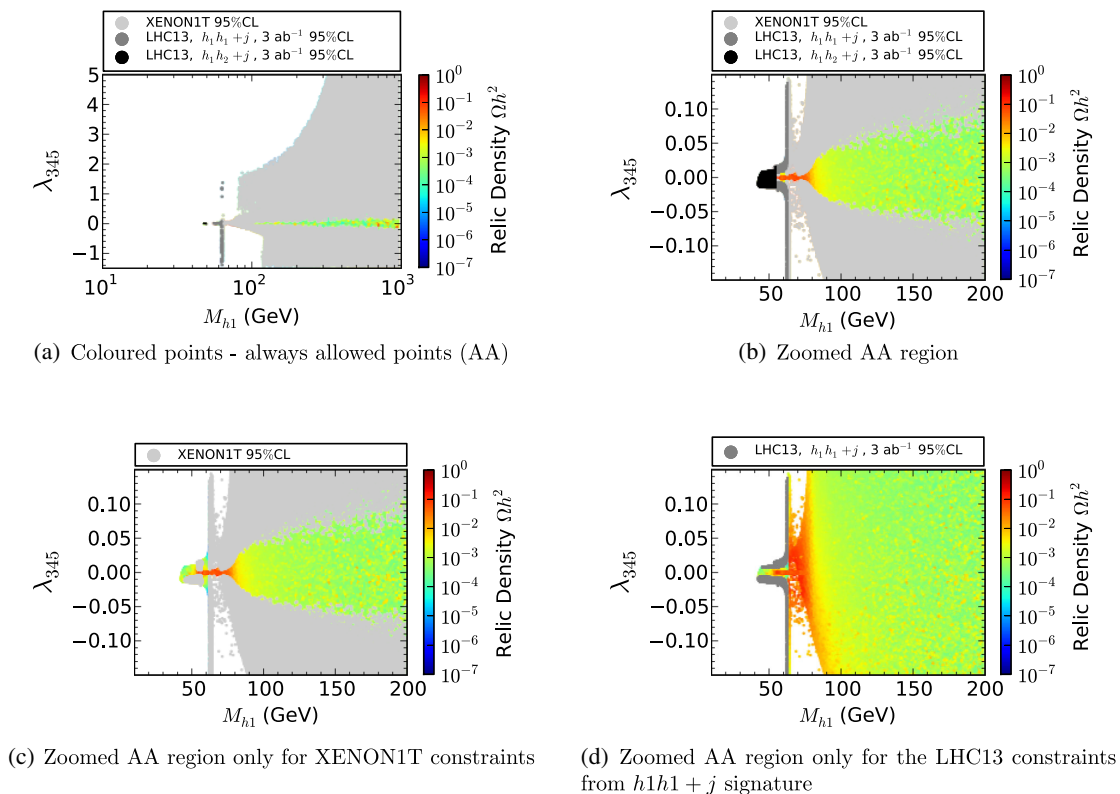 XENON1T 95%CL
LHC13, h₁h₁ + j , 3 ab⁻¹ 95%CL
LHC13, h₁h₂ + j , 3 ab⁻¹ 95%CL
5
4
3
2
1
0
−1
λ₃₄₅
10¹ 10² 10³
M_h1 (GeV)
10⁰
10⁻¹
10⁻²
10⁻³
10⁻⁴
10⁻⁵
10⁻⁶
10⁻⁷
Relic Density Ωh²
(a) Coloured points - always allowed points (AA)
XENON1T 95%CL
LHC13, h₁h₁ + j , 3 ab⁻¹ 95%CL
LHC13, h₁h₂ + j , 3 ab⁻¹ 95%CL
0.10
0.05
0.00
−0.05
−0.10
λ₃₄₅
50 100 150 200
M_h1 (GeV)
10⁰
10⁻¹
10⁻²
10⁻³
10⁻⁴
10⁻⁵
10⁻⁶
10⁻⁷
Relic Density Ωh²
(b) Zoomed AA region
XENON1T 95%CL
0.10
0.05
0.00
−0.05
−0.10
λ₃₄₅
50 100 150 200
M_h1 (GeV)
10⁰
10⁻¹
10⁻²
10⁻³
10⁻⁴
10⁻⁵
10⁻⁶
10⁻⁷
Relic Density Ωh²
(c) Zoomed AA region only for XENON1T constraints
LHC13, h₁h₁ + j , 3 ab⁻¹ 95%CL
0.10
0.05
0.00
−0.05
−0.10
λ₃₄₅
50 100 150 200
M_h1 (GeV)
10⁰
10⁻¹
10⁻²
10⁻³
10⁻⁴
10⁻⁵
10⁻⁶
10⁻⁷
Relic Density Ωh²
(d) Zoomed AA region only for the LHC13 constraints
from h1h1 + j signature